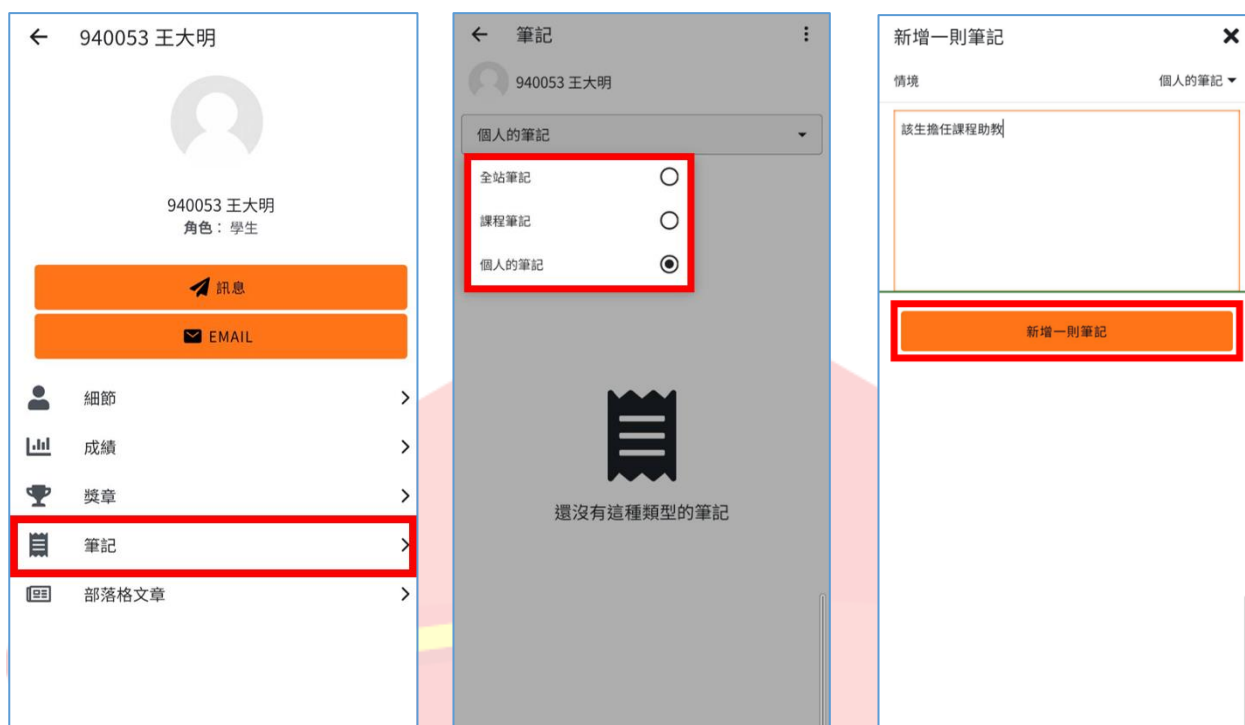 940053 王大明
940053 王大明
角色： 學生
訊息
EMAIL
細節
成績
獎章
筆記
部落格文章
筆記
940053 王大明
個人的筆記
全站筆記
課程筆記
個人的筆記
還沒有這種類型的筆記
新增一則筆記
情境 個人的筆記
該生擔任課程助教
新增一則筆記